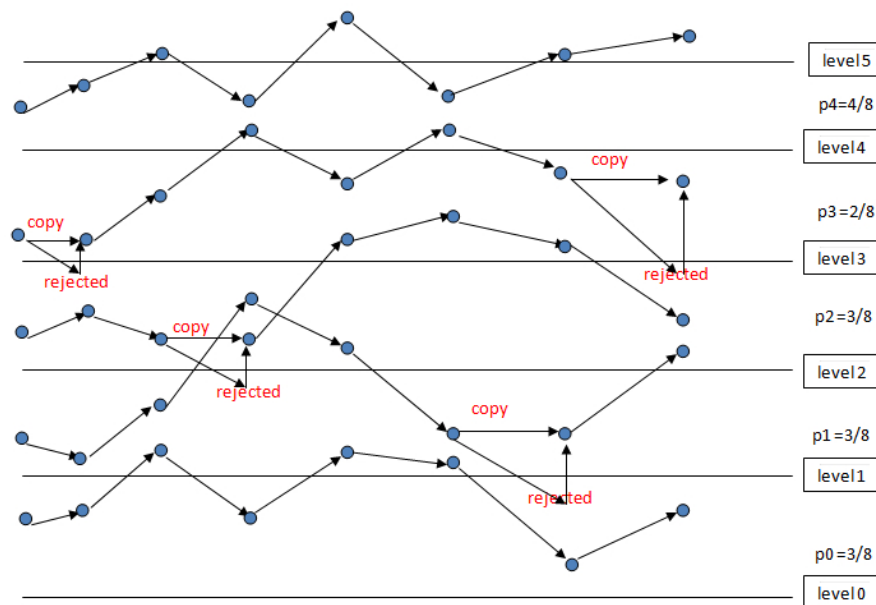 level5
p4=4/8
level4
copy
p3=2/8
copy
level3
rejected
rejected
p2=3/8
copy
level2
rejected
copy
p1=3/8
level1
rejected
p0=3/8
level0